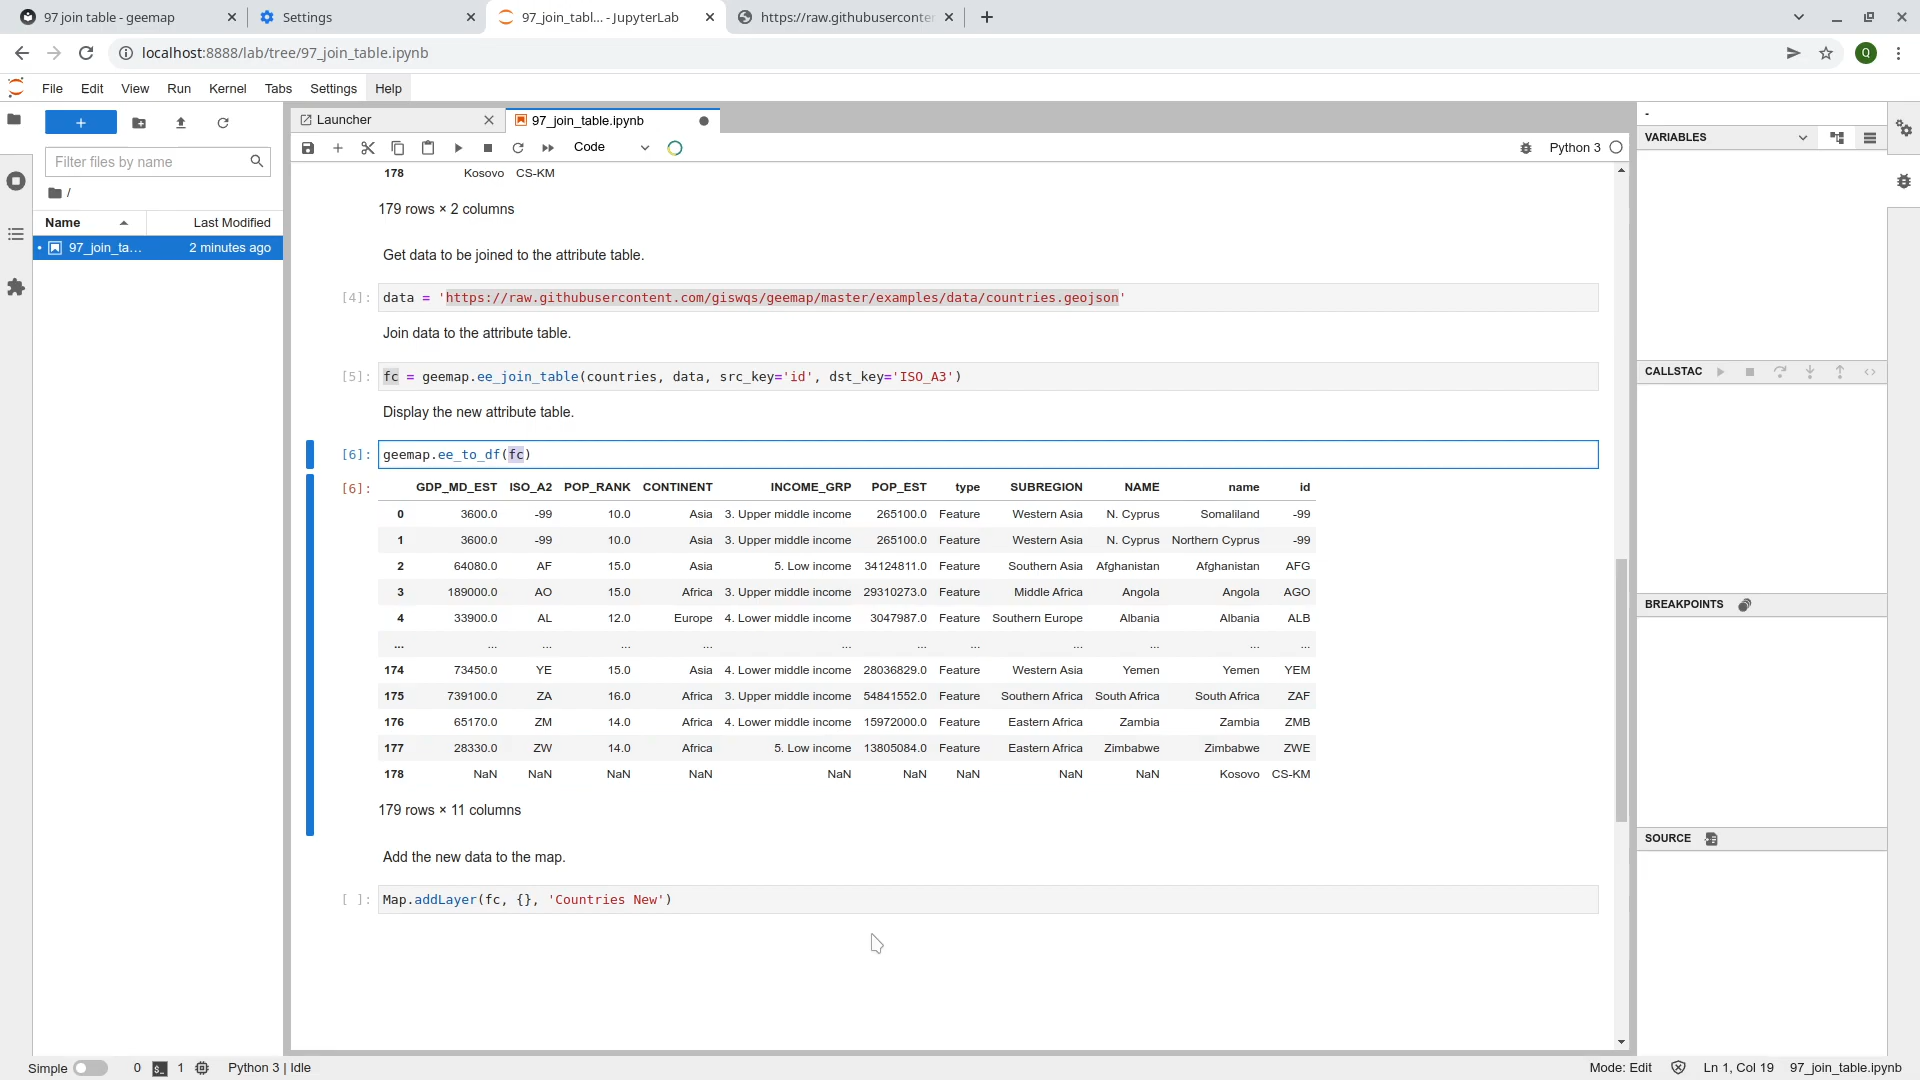 97 join table - geemap
Settings
97_join_tabl... - JupyterLab
https://raw.githubuserconte
localhost:8888/lab/tree/97_join_table.ipynb
Q
File Edit View Run Kernel Tabs Settings Help
Launcher
97_join_table.ipynb
Code
Python 3
Filter files by name
/
Name Last Modified
97_join_ta... 2 minutes ago
178 Kosovo CS-KM
179 rows × 2 columns
Get data to be joined to the attribute table.
[4]: data = 'https://raw.githubusercontent.com/giswqs/geemap/master/examples/data/countries.geojson'
Join data to the attribute table.
[5]: fc = geemap.ee_join_table(countries, data, src_key='id', dst_key='ISO_A3')
Display the new attribute table.
[6]: geemap.ee_to_df(fc)
[6]: GDP_MD_EST ISO_A2 POP_RANK CONTINENT INCOME_GRP POP_EST type SUBREGION NAME name id
0 3600.0 -99 10.0 Asia 3. Upper middle income 265100.0 Feature Western Asia N. Cyprus Somaliland -99
1 3600.0 -99 10.0 Asia 3. Upper middle income 265100.0 Feature Western Asia N. Cyprus Northern Cyprus -99
2 64080.0 AF 15.0 Asia 5. Low income 34124811.0 Feature Southern Asia Afghanistan Afghanistan AFG
3 189000.0 AO 15.0 Africa 3. Upper middle income 29310273.0 Feature Middle Africa Angola Angola AGO
4 33900.0 AL 12.0 Europe 4. Lower middle income 3047987.0 Feature Southern Europe Albania Albania ALB
... ... ... ... ... ... ... ... ... ... ... ...
174 73450.0 YE 15.0 Asia 4. Lower middle income 28036829.0 Feature Western Asia Yemen Yemen YEM
175 739100.0 ZA 16.0 Africa 3. Upper middle income 54841552.0 Feature Southern Africa South Africa South Africa ZAF
176 65170.0 ZM 14.0 Africa 4. Lower middle income 15972000.0 Feature Eastern Africa Zambia Zambia ZMB
177 28330.0 ZW 14.0 Africa 5. Low income 13805084.0 Feature Eastern Africa Zimbabwe Zimbabwe ZWE
178 NaN NaN NaN NaN NaN NaN NaN NaN NaN Kosovo CS-KM
179 rows × 11 columns
Add the new data to the map.
[ ]: Map.addLayer(fc, {}, 'Countries New')
-
VARIABLES
CALLSTAC
BREAKPOINTS
SOURCE
Simple 0 1 Python 3 | Idle
Mode: Edit Ln 1, Col 19 97_join_table.ipynb